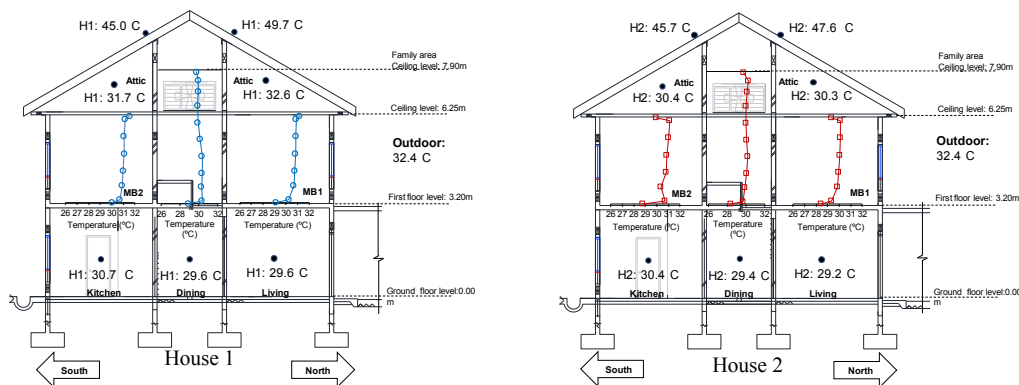 H1: 45.0 C
H1: 49.7 C
Family area
Ceiling level: 7.90m
Attic
Attic
H1: 31.7 C
H1: 32.6 C
Ceiling level: 6.25m
Outdoor:
32.4 C
MB2
MB1
First floor level: 3.20m
26 27 28 29 30 31 32
26 28 30 32
26 27 28 29 30 31 32
Temperature (ºC)
Temperature (ºC)
Temperature (ºC)
H1: 30.7 C
H1: 29.6 C
H1: 29.6 C
Kitchen
Dining
Living
Ground floor level:0.00
m
South
House 1
North
H2: 45.7 C
H2: 47.6 C
Family area
Ceiling level: 7.90m
Attic
Attic
H2: 30.4 C
H2: 30.3 C
Ceiling level: 6.25m
Outdoor:
32.4 C
MB2
MB1
First floor level: 3.20m
26 27 28 29 30 31 32
26 28 30 32
26 27 28 29 30 31 32
Temperature (ºC)
Temperature (ºC)
Temperature (ºC)
H2: 30.4 C
H2: 29.4 C
H2: 29.2 C
Kitchen
Dining
Living
Ground floor level:0.00
m
South
House 2
North